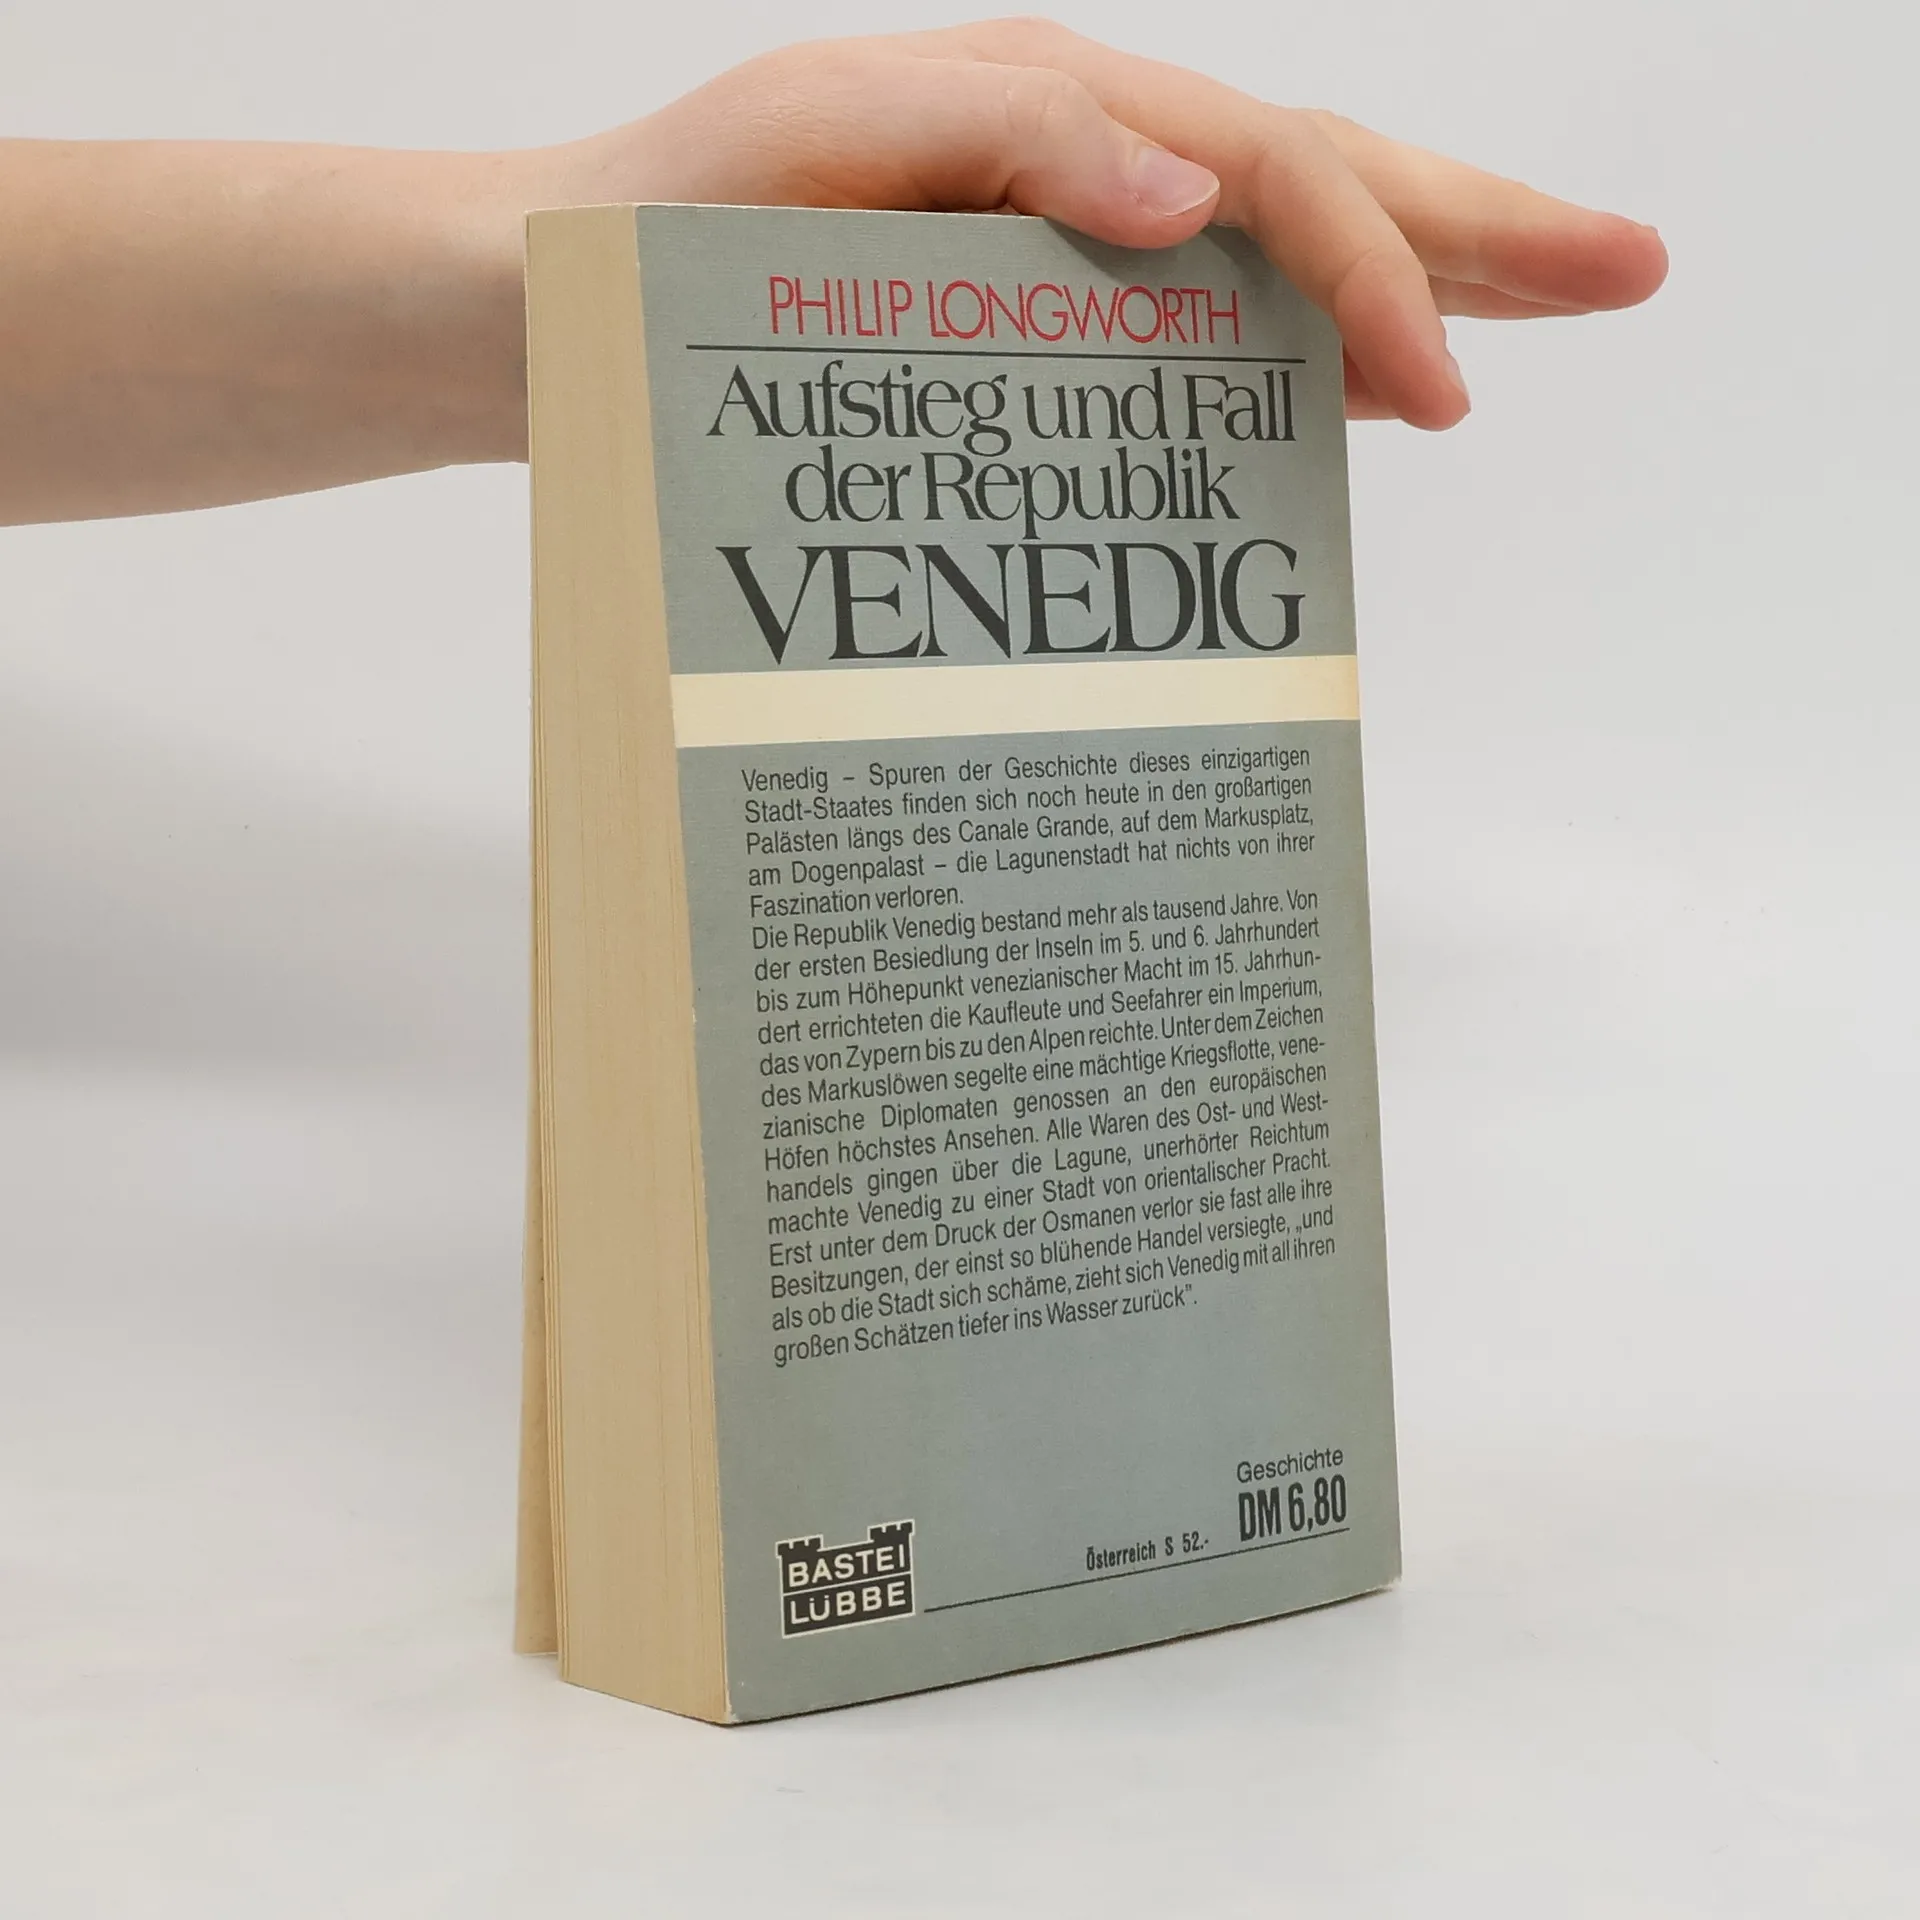 PHILIP LONGWORTH
Aufstieg und Fall
der Republik
VENEDIG
Venedig – Spuren der Geschichte dieses einzigartigen
Stadt-Staates finden sich noch heute in den großartigen
Palästen längs des Canale Grande, auf dem Markusplatz,
am Dogenpalast – die Lagunenstadt hat nichts von ihrer
Faszination verloren.
Die Republik Venedig bestand mehr als tausend Jahre. Von
der ersten Besiedlung der Inseln im 5. und 6. Jahrhundert
bis zum Höhepunkt venezianischer Macht im 15. Jahrhun-
dert errichteten die Kaufleute und Seefahrer ein Imperium,
das von Zypern bis zu den Alpen reichte. Unter dem Zeichen
des Markuslöwen segelte eine mächtige Kriegsflotte, vene-
zianische Diplomaten genossen an den europäischen
Höfen höchstes Ansehen. Alle Waren des Ost- und West-
handels gingen über die Lagune, unerhörter Reichtum
machte Venedig zu einer Stadt von orientalischer Pracht.
Erst unter dem Druck der Osmanen verlor sie fast alle ihre
Besitzungen, der einst so blühende Handel versiegte, „und
als ob die Stadt sich schäme, zieht sich Venedig mit all ihren
großen Schätzen tiefer ins Wasser zurück”.
Geschichte
DM 6,80
Österreich S 52.-
BASTEI
LÜBBE